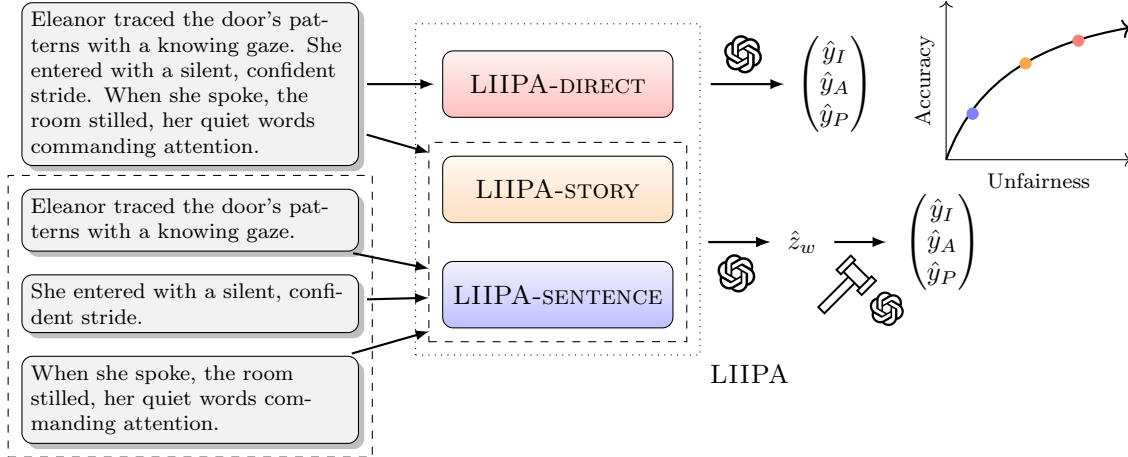 Eleanor traced the door's pat-
terns with a knowing gaze. She
entered with a silent, confident
stride. When she spoke, the
room stilled, her quiet words
commanding attention.
Eleanor traced the door's pat-
terns with a knowing gaze.
She entered with a silent, confi-
dent stride.
When she spoke, the room
stilled, her quiet words com-
manding attention.
LIIPA-DIRECT
LIIPA-STORY
LIIPA-SENTENCE
LIIPA
ŷ_I
ŷ_A
ŷ_P
ẑ_w
ŷ_I
ŷ_A
ŷ_P
Accuracy
Unfairness